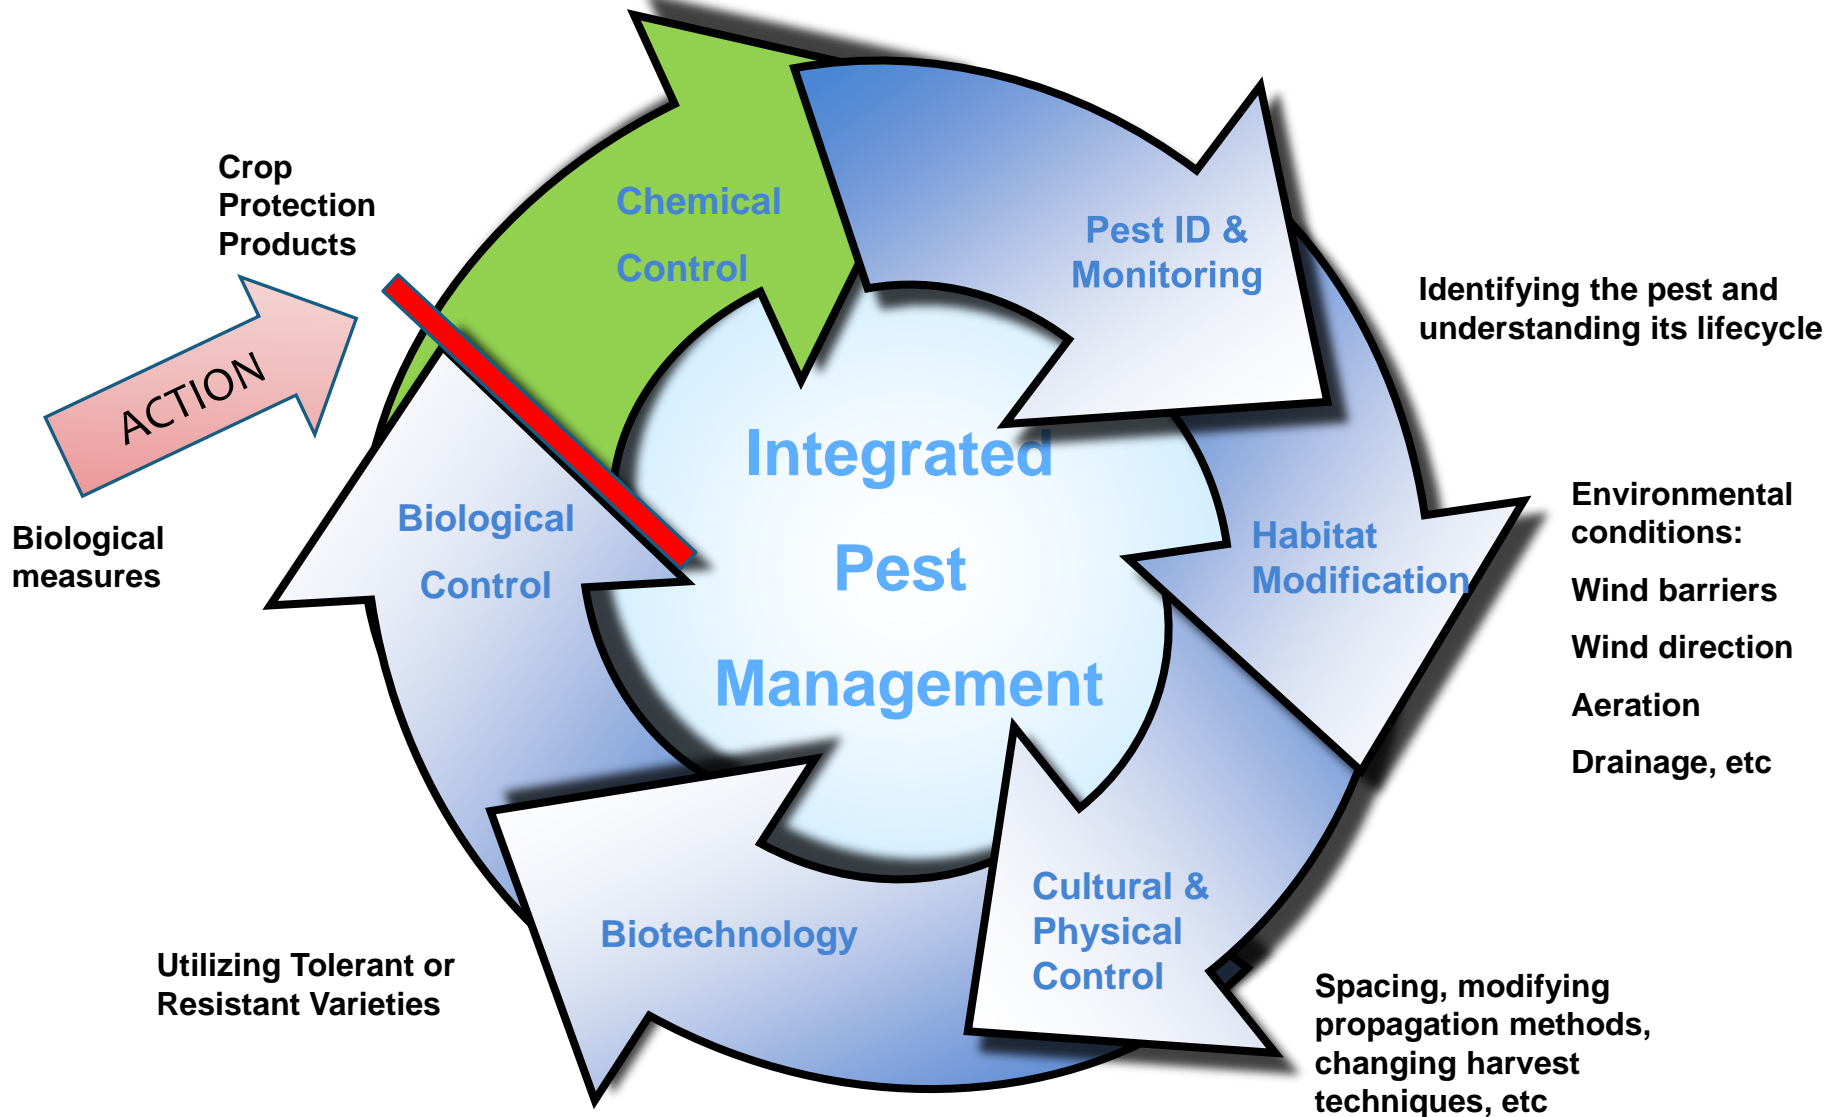 Crop
Protection
Products
Chemical
Control
Pest ID &
Monitoring
Identifying the pest and
understanding its lifecycle
ACTION
Integrated
Pest
Management
Biological
Control
Biological
measures
Habitat
Modification
Environmental
conditions:
Wind barriers
Wind direction
Aeration
Drainage, etc
Cultural &
Physical
Control
Biotechnology
Utilizing Tolerant or
Resistant Varieties
Spacing, modifying
propagation methods,
changing harvest
techniques, etc